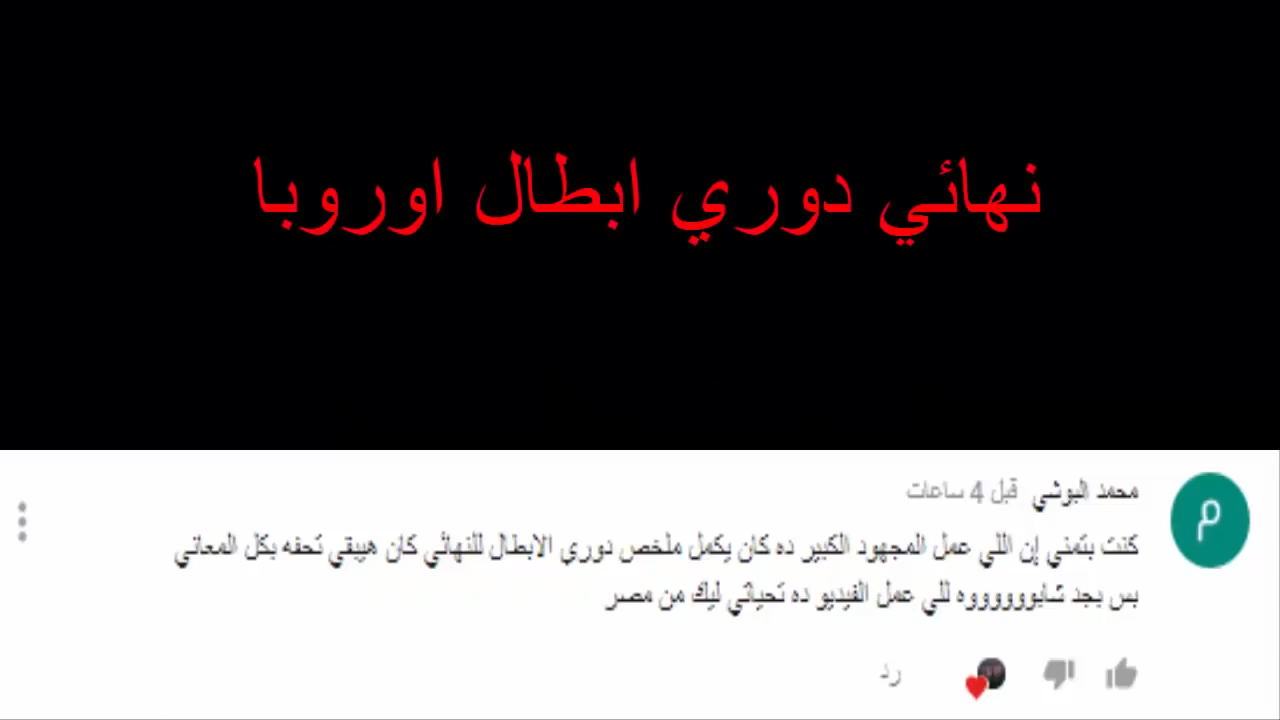 نهائي دوري ابطال اوروبا
محمد البوشي قبل 4 ساعات
م
كنت بتمني إن اللي عمل المجهود الكبير ده كان يكمل ملخص دوري الابطال للنهائي كان هيبقي تحفه بكل المعاني
بس بجد شابوووووووه للي عمل الفيديو ده تحياتي ليك من مصر
رد